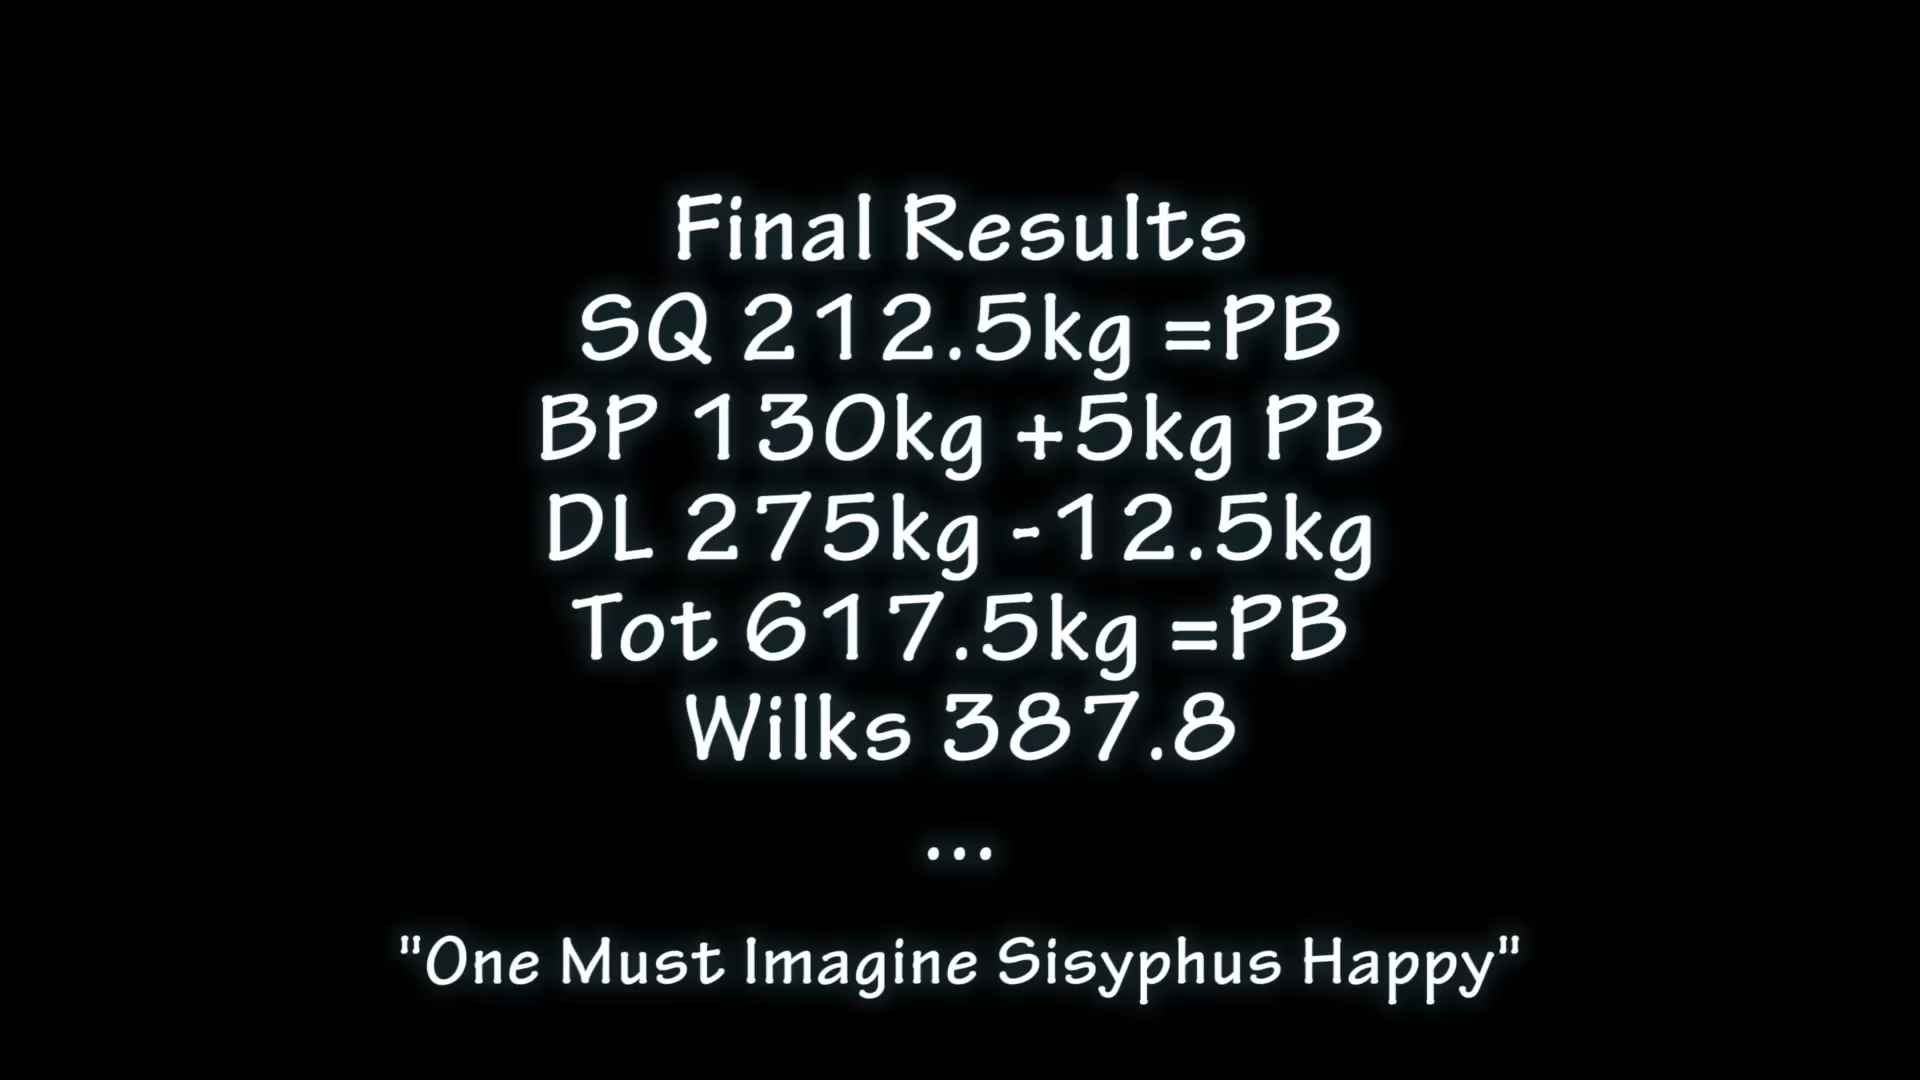 Final Results
SQ 212.5kg =PB
BP 130kg +5kg PB
DL 275kg -12.5kg
Tot 617.5kg =PB
Wilks 387.8
...
"One Must Imagine Sisyphus Happy"